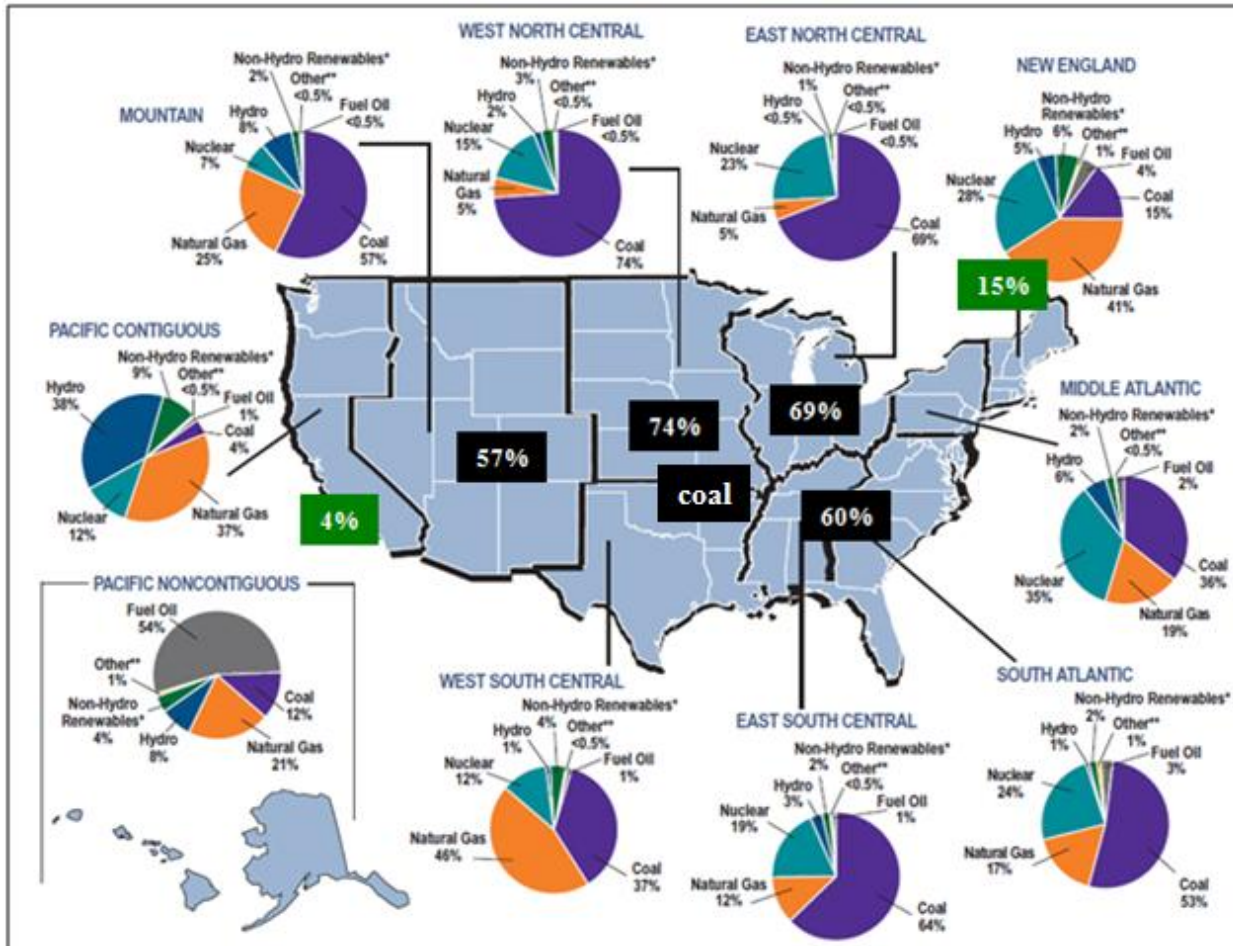 WEST NORTH CENTRAL
Non-Hydro Renewables*
3%
Other**
<0.5%
Hydro
2%
Fuel Oil
<0.5%
Nuclear
15%
Natural
Gas
5%
Coal
74%
EAST NORTH CENTRAL
Non-Hydro Renewables*
1%
Other**
<0.5%
Hydro
<0.5%
Fuel Oil
<0.5%
Nuclear
23%
Natural Gas
5%
Coal
69%
NEW ENGLAND
Non-Hydro
Renewables*
6%
Hydro
5%
Other**
1%
Fuel Oil
4%
Nuclear
28%
Coal
15%
Natural Gas
41%
MOUNTAIN
Non-Hydro Renewables*
2%
Other**
<0.5%
Hydro
8%
Fuel Oil
<0.5%
Nuclear
7%
Natural Gas
25%
Coal
57%
PACIFIC CONTIGUOUS
Non-Hydro Renewables*
9%
Other**
<0.5%
Hydro
38%
Fuel Oil
1%
Coal
4%
Nuclear
12%
Natural Gas
37%
15%
69%
74%
57%
coal
4%
60%
MIDDLE ATLANTIC
Non-Hydro Renewables*
2%
Other**
<0.5%
Hydro
6%
Fuel Oil
2%
Nuclear
35%
Coal
36%
Natural Gas
19%
PACIFIC NONCONTIGUOUS
Fuel Oil
54%
Other**
1%
Non-Hydro
Renewables*
4%
Hydro
8%
Coal
12%
Natural Gas
21%
WEST SOUTH CENTRAL
Non-Hydro Renewables*
4%
Other**
<0.5%
Hydro
1%
Fuel Oil
1%
Nuclear
12%
Natural Gas
46%
Coal
37%
EAST SOUTH CENTRAL
Non-Hydro Renewables*
2%
Other**
<0.5%
Hydro
3%
Fuel Oil
1%
Nuclear
19%
Natural Gas
12%
Coal
64%
SOUTH ATLANTIC
Non-Hydro Renewables*
2%
Other**
1%
Hydro
1%
Fuel Oil
3%
Nuclear
24%
Natural Gas
17%
Coal
53%